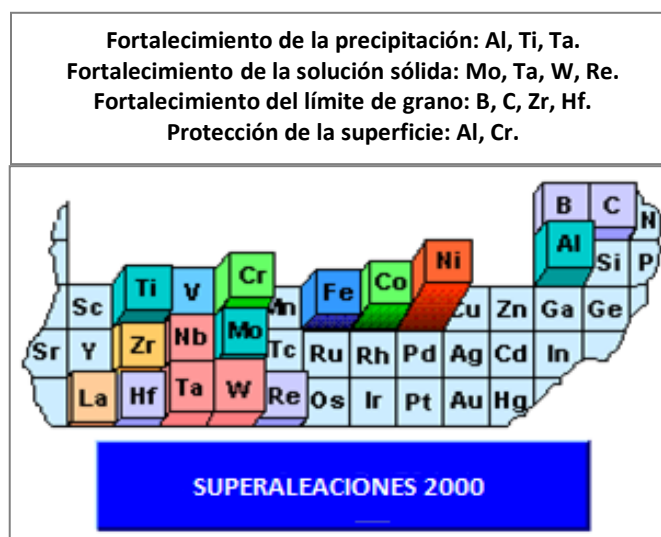 Fortalecimiento de la precipitación: Al, Ti, Ta.
Fortalecimiento de la solución sólida: Mo, Ta, W, Re.
Fortalecimiento del límite de grano: B, C, Zr, Hf.
Protección de la superficie: Al, Cr.
B C N
Ti V Cr Fe Co Ni Al Si P
Sc Mn Cu Zn Ga Ge
Sr Y Zr Nb Mo Tc Ru Rh Pd Ag Cd In
La Hf Ta W Re Os Ir Pt Au Hg
SUPERALEACIONES 2000